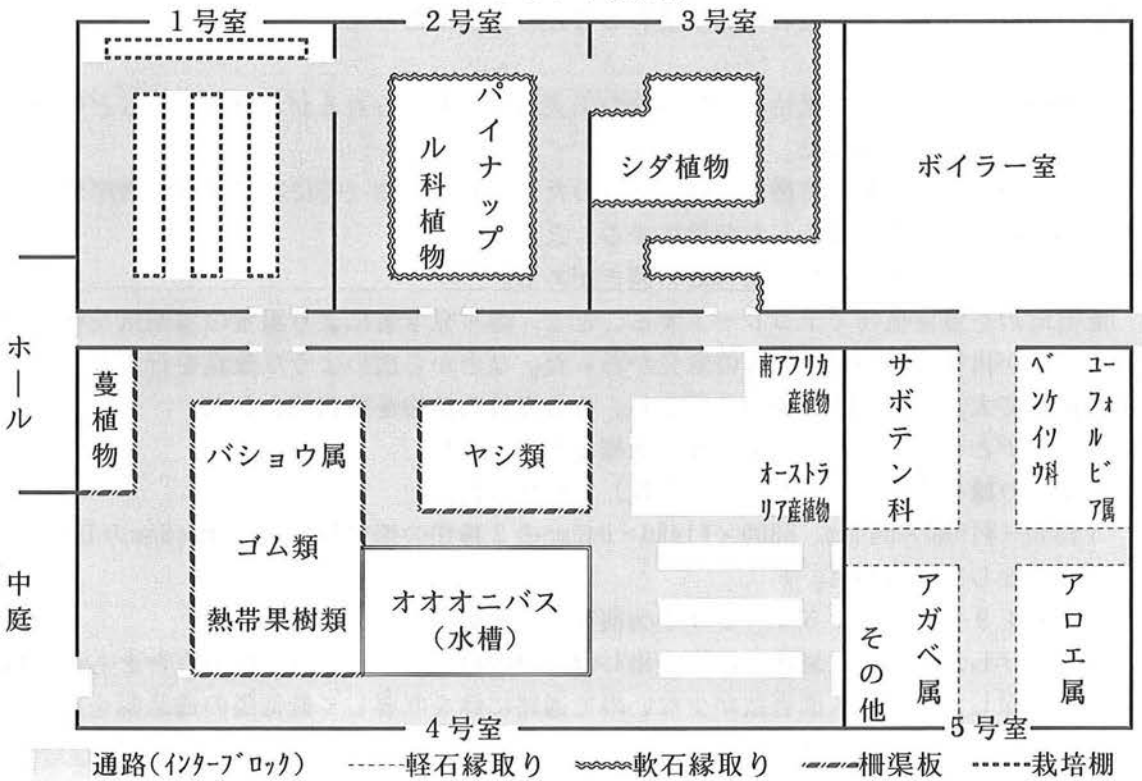 1号室
2号室
3号室
パイナップ
ル科植物
シダ植物
ボイラー室
ホール
蔓植物
バショウ属
ゴム類
熱帯果樹類
ヤシ類
オオオニバス
(水槽)
南アフリカ
産植物
オーストラ
リア産植物
サボテン科
ユーフォルビア属
ベンケイソウ科
中庭
アガベ属
その他
アロエ属
4号室
5号室
通路(インターブロック) 軽石縁取り 軟石縁取り 柵渠板 栽培棚